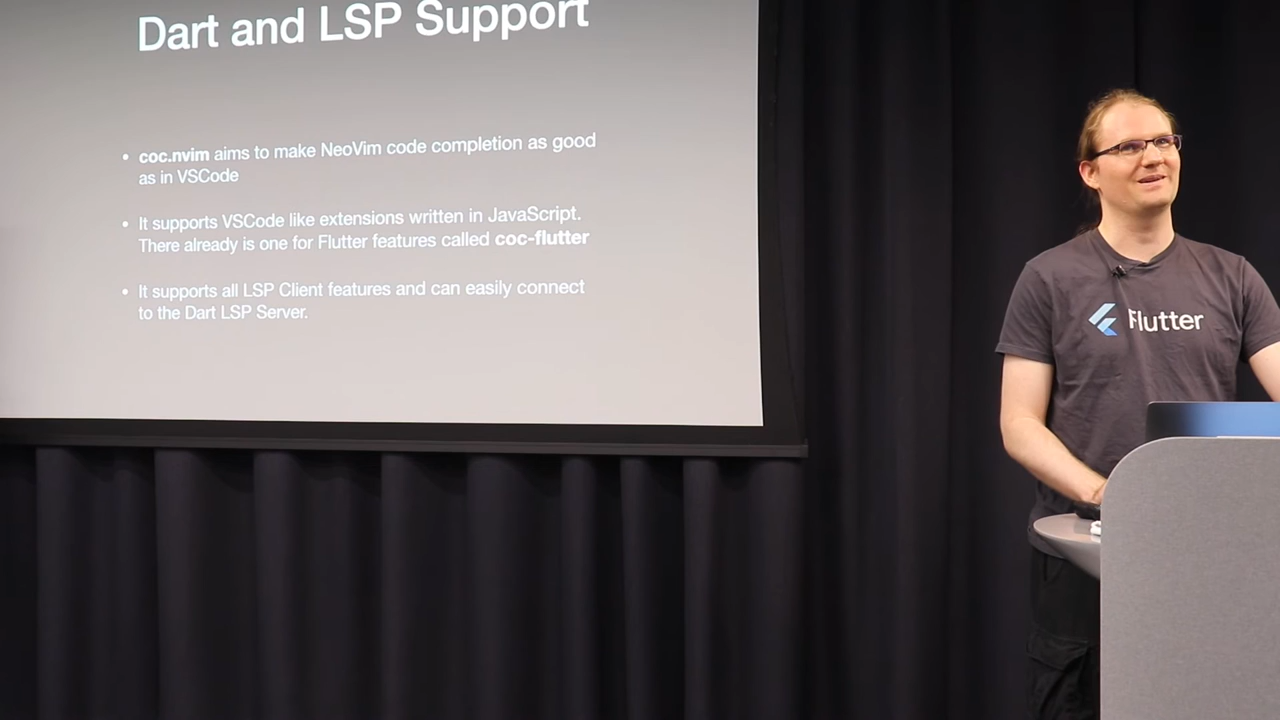 Dart and LSP Support
• coc.nvim aims to make NeoVim code completion as good
as in VSCode
• It supports VSCode like extensions written in JavaScript.
There already is one for Flutter features called coc-flutter
• It supports all LSP Client features and can easily connect
to the Dart LSP Server.
Flutter